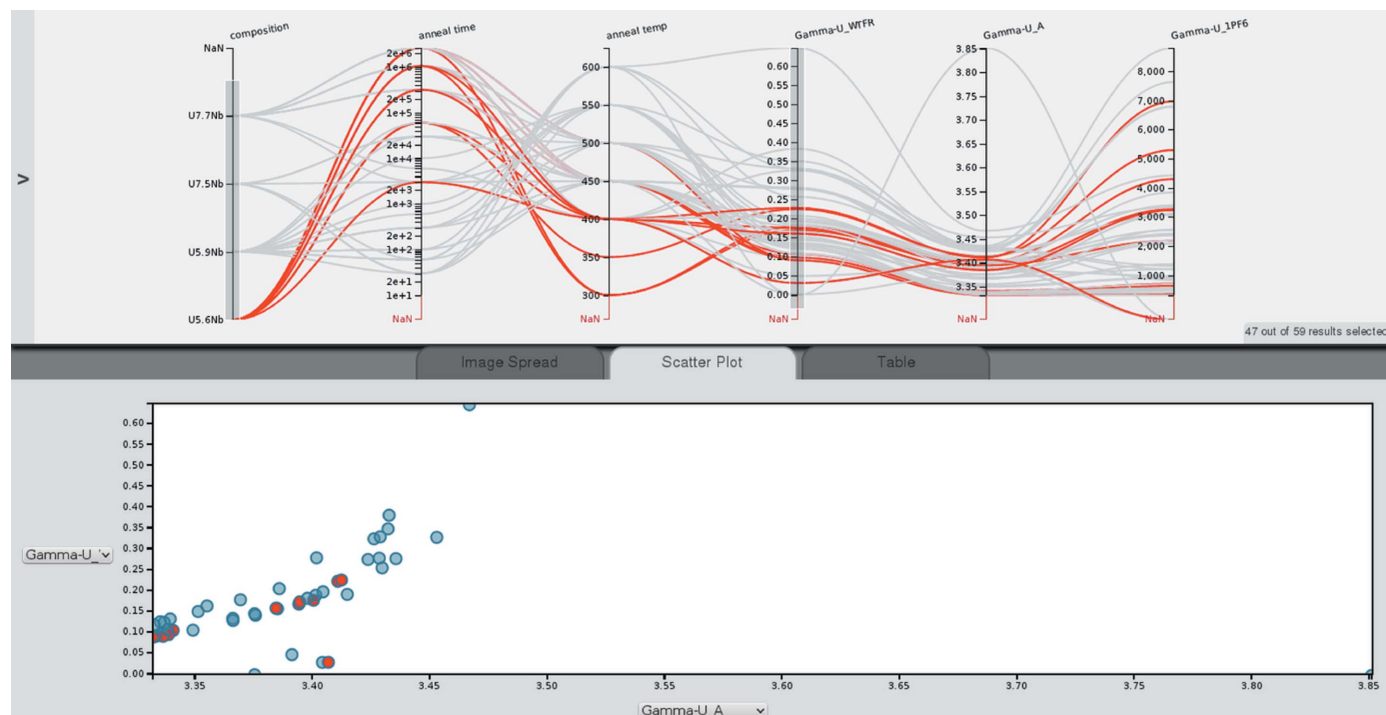 composition
anneal time
anneal temp
Gamma-U_WTFR
Gamma-U_A
Gamma-U_1PF6
NaN
U7.7Nb
U7.5Nb
U5.9Nb
U5.6Nb
2e+6
1e+6
2e+5
1e+5
2e+4
1e+4
2e+3
1e+3
2e+2
1e+2
2e+1
1e+1
NaN
600
550
500
450
400
350
300
NaN
0.60
0.55
0.50
0.45
0.40
0.35
0.30
0.25
0.20
0.15
0.10
0.05
0.00
NaN
3.85
3.80
3.75
3.70
3.65
3.60
3.55
3.50
3.45
3.40
3.35
NaN
8,000
7,000
6,000
5,000
4,000
3,000
2,000
1,000
NaN
>
47 out of 59 results selected
Image Spread
Scatter Plot
Table
0.60
0.55
0.50
0.45
0.40
0.35
0.30
0.25
0.20
0.15
0.10
0.05
0.00
Gamma-U_
3.35 3.40 3.45 3.50 3.55 3.60 3.65 3.70 3.75 3.80 3.85
Gamma-U_A